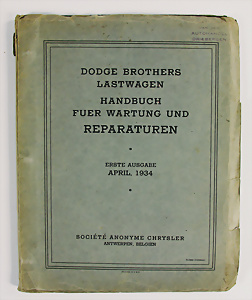 DODGE BROTHERS
LASTWAGEN
HANDBUCH
FUER WARTUNG UND
REPARATUREN
ERSTE AUSGABE
APRIL, 1934
SOCIÉTÉ ANONYME CHRYSLER
ANTWERPEN, BELGIEN